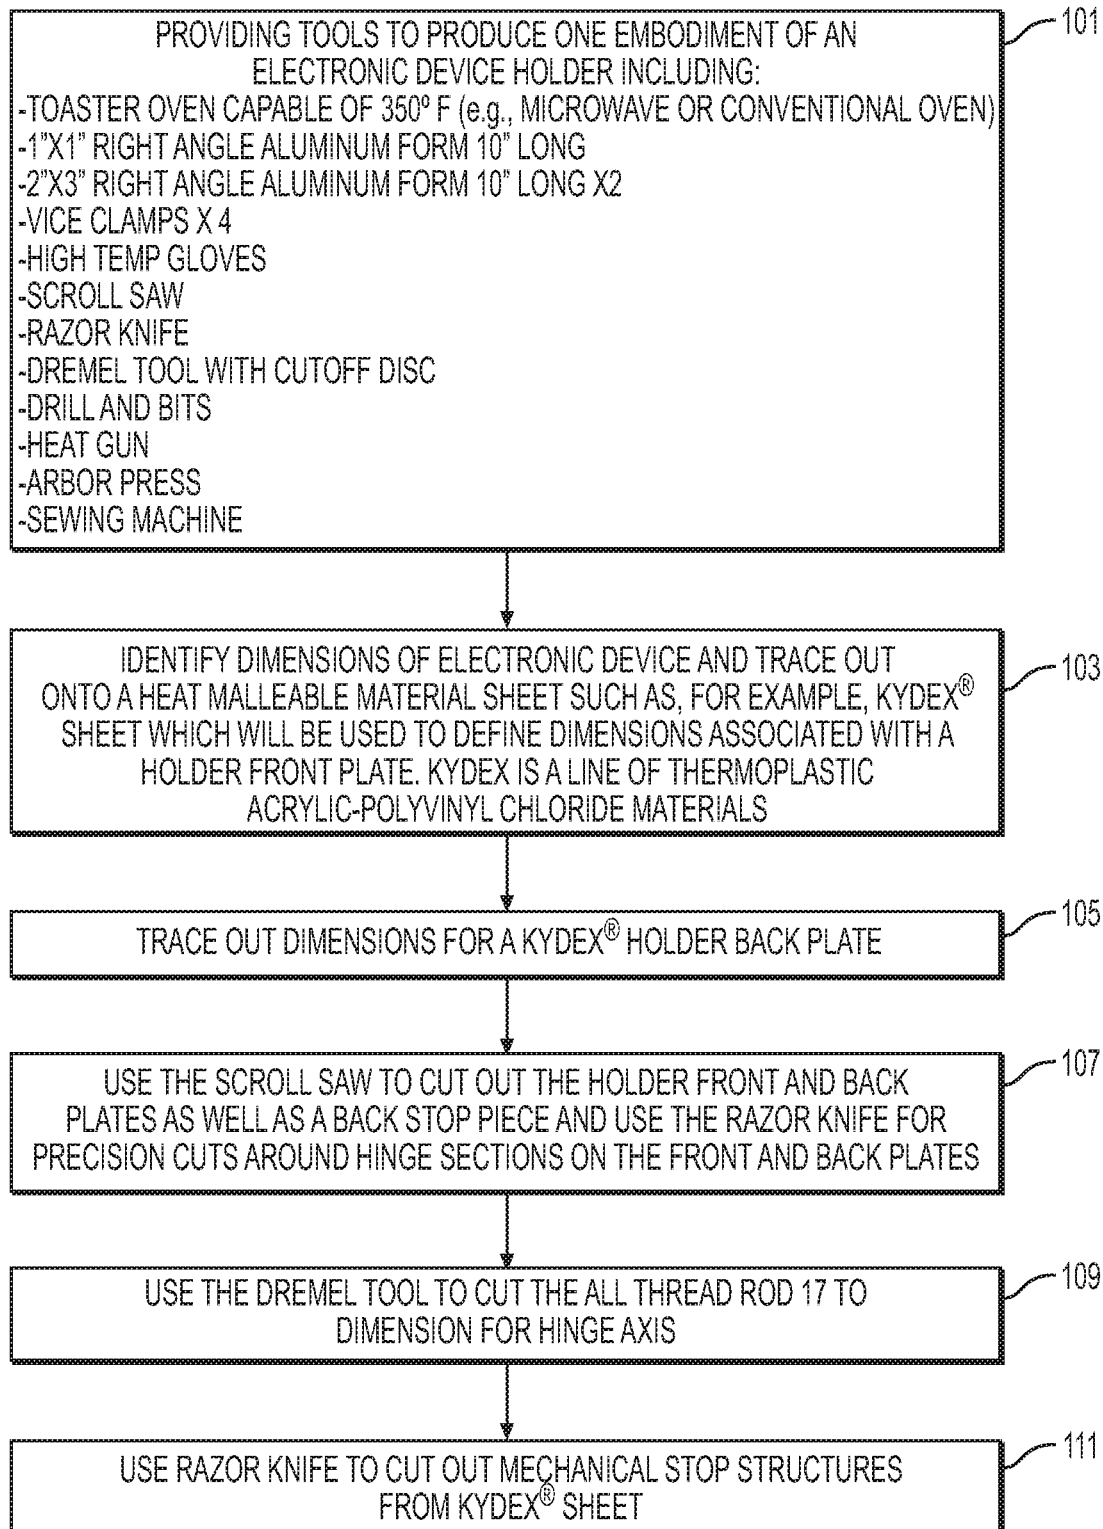 101
PROVIDING TOOLS TO PRODUCE ONE EMBODIMENT OF AN
ELECTRONIC DEVICE HOLDER INCLUDING:
-TOASTER OVEN CAPABLE OF 350º F (e.g., MICROWAVE OR CONVENTIONAL OVEN)
-1”X1” RIGHT ANGLE ALUMINUM FORM 10” LONG
-2”X3” RIGHT ANGLE ALUMINUM FORM 10” LONG X2
-VICE CLAMPS X 4
-HIGH TEMP GLOVES
-SCROLL SAW
-RAZOR KNIFE
-DREMEL TOOL WITH CUTOFF DISC
-DRILL AND BITS
-HEAT GUN
-ARBOR PRESS
-SEWING MACHINE
103
IDENTIFY DIMENSIONS OF ELECTRONIC DEVICE AND TRACE OUT
ONTO A HEAT MALLEABLE MATERIAL SHEET SUCH AS, FOR EXAMPLE, KYDEX®
SHEET WHICH WILL BE USED TO DEFINE DIMENSIONS ASSOCIATED WITH A
HOLDER FRONT PLATE. KYDEX IS A LINE OF THERMOPLASTIC
ACRYLIC-POLYVINYL CHLORIDE MATERIALS
105
TRACE OUT DIMENSIONS FOR A KYDEX® HOLDER BACK PLATE
107
USE THE SCROLL SAW TO CUT OUT THE HOLDER FRONT AND BACK
PLATES AS WELL AS A BACK STOP PIECE AND USE THE RAZOR KNIFE FOR
PRECISION CUTS AROUND HINGE SECTIONS ON THE FRONT AND BACK PLATES
109
USE THE DREMEL TOOL TO CUT THE ALL THREAD ROD 17 TO
DIMENSION FOR HINGE AXIS
111
USE RAZOR KNIFE TO CUT OUT MECHANICAL STOP STRUCTURES
FROM KYDEX® SHEET